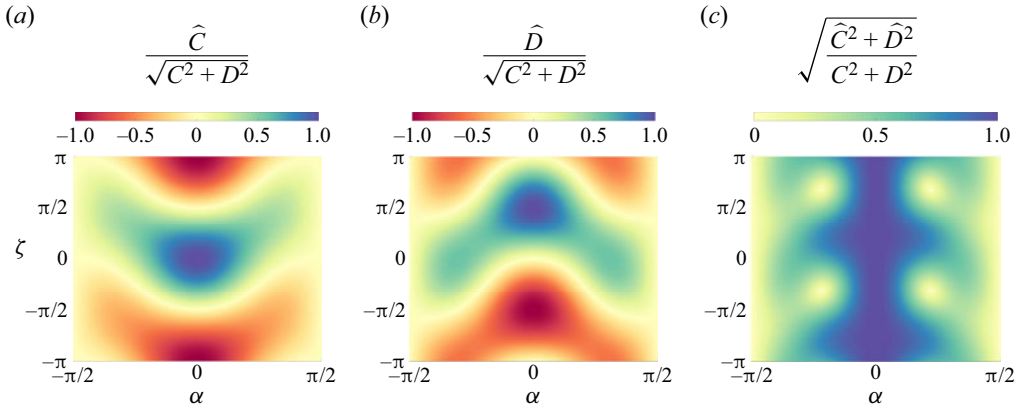 (a)
Ĉ
√C² + D²
−1.0 −0.5 0 0.5 1.0
π
π/2
ζ 0
−π/2
−π
−π/2 0 π/2
α
(b)
D̂
√C² + D²
−1.0 −0.5 0 0.5 1.0
π
π/2
0
−π/2
−π
−π/2 0 π/2
α
(c)
√Ĉ² + D̂²
C² + D²
0 0.5 1.0
π
π/2
0
−π/2
−π
−π/2 0 π/2
α